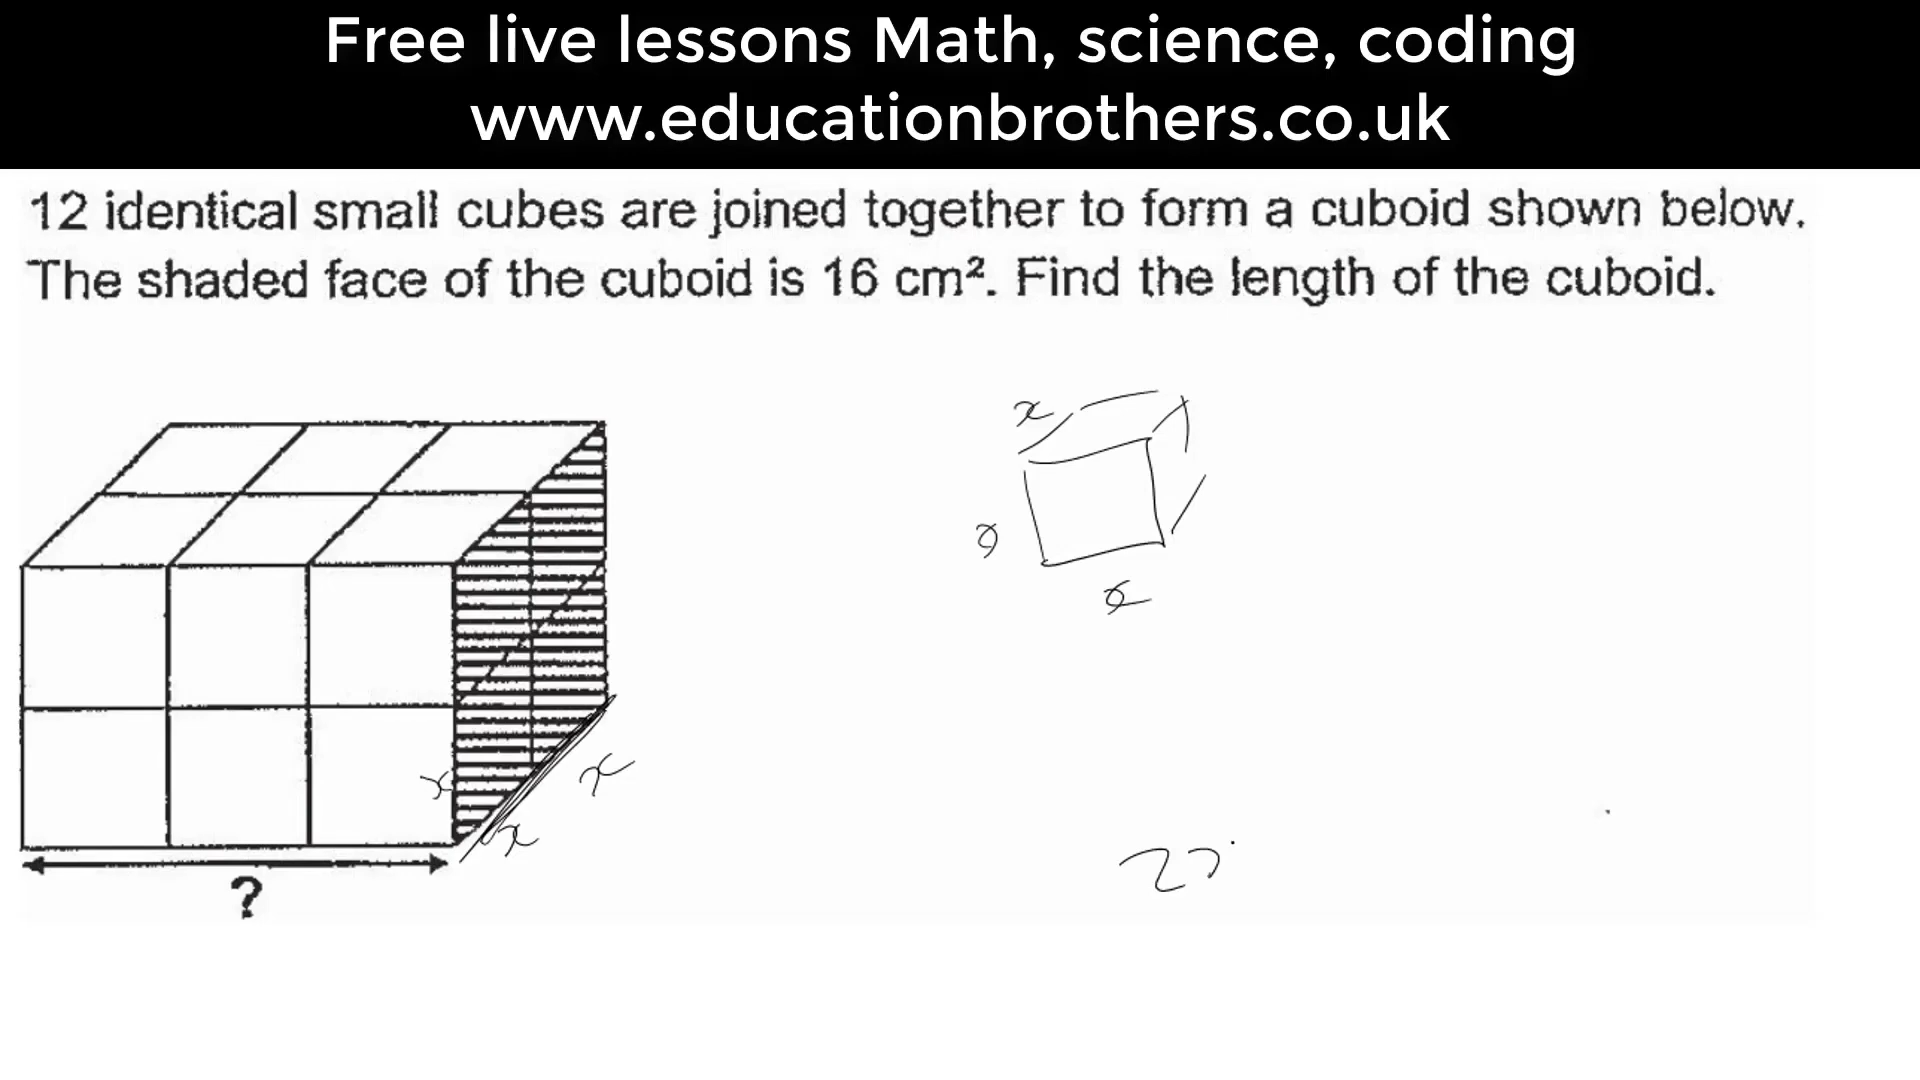 Free live lessons Math, science, coding
www.educationbrothers.co.uk
12 identical small cubes are joined together to form a cuboid shown below.
The shaded face of the cuboid is 16 cm². Find the length of the cuboid.
x
x
x
x
x
x
?